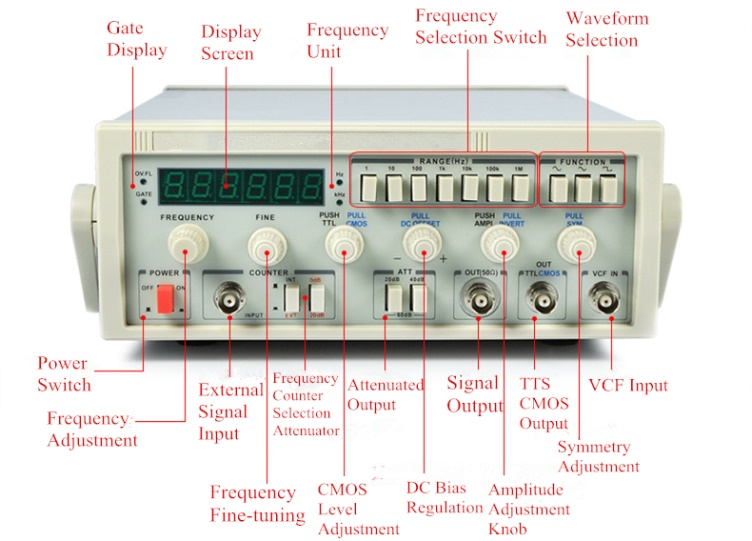 Gate
Display
Display
Screen
Frequency
Unit
Frequency
Selection Switch
Waveform
Selection
OV.FL
GATE
Hz
kHz
RANGE(Hz)
1 10 100 1k 10k 100k 1M
FUNCTION
FREQUENCY
FINE
PUSH
TTL
PULL
CMOS
PULL
DC OFFSET
- +
PUSH
AMPL
PULL
INVERT
PULL
SYM
POWER
OFF ON
COUNTER
INPUT
INT
EXT
0dB
20dB
ATT
20dB 40dB
60dB
OUT(50Ω)
OUT
TTLCMOS
VCF IN
Power
Switch
Frequency
Adjustment
External
Signal
Input
Frequency
Counter
Selection
Attenuator
Attenuated
Output
Signal
Output
TTS
CMOS
Output
VCF Input
Symmetry
Adjustment
Frequency
Fine-tuning
CMOS
Level
Adjustment
DC Bias
Regulation
Amplitude
Adjustment
Knob